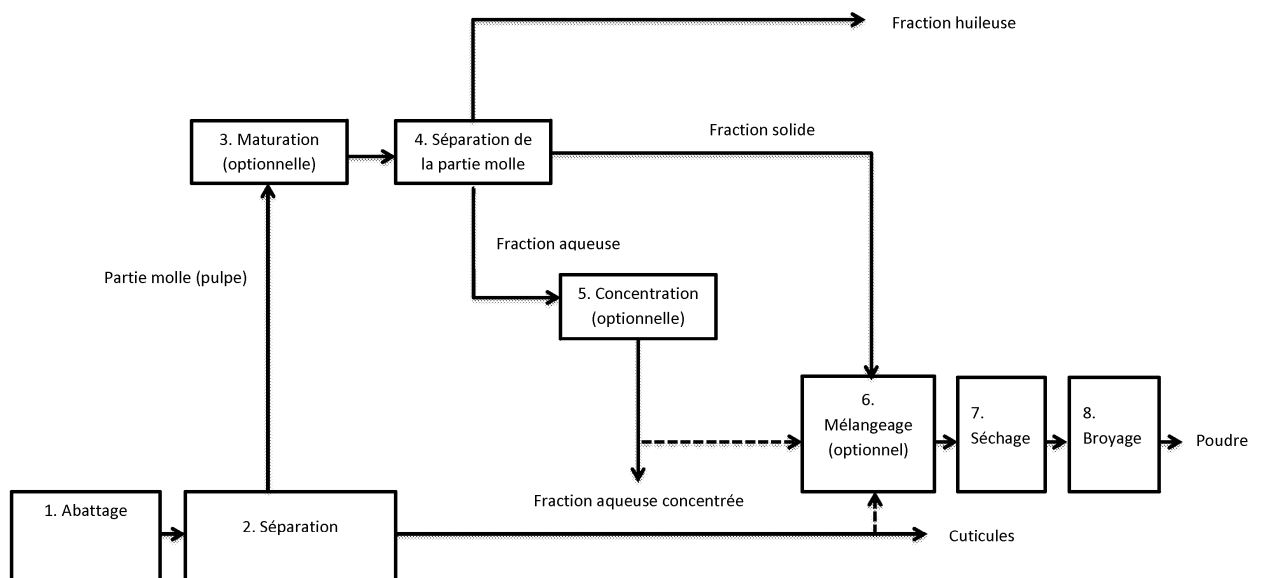 Fraction huileuse
3. Maturation
(optionnelle)
4. Séparation de
la partie molle
Fraction solide
Fraction aqueuse
Partie molle (pulpe)
5. Concentration
(optionnelle)
6.
Mélangeage
(optionnel)
7.
Séchage
8.
Broyage
Poudre
Fraction aqueuse concentrée
1. Abattage
2. Séparation
Cuticules